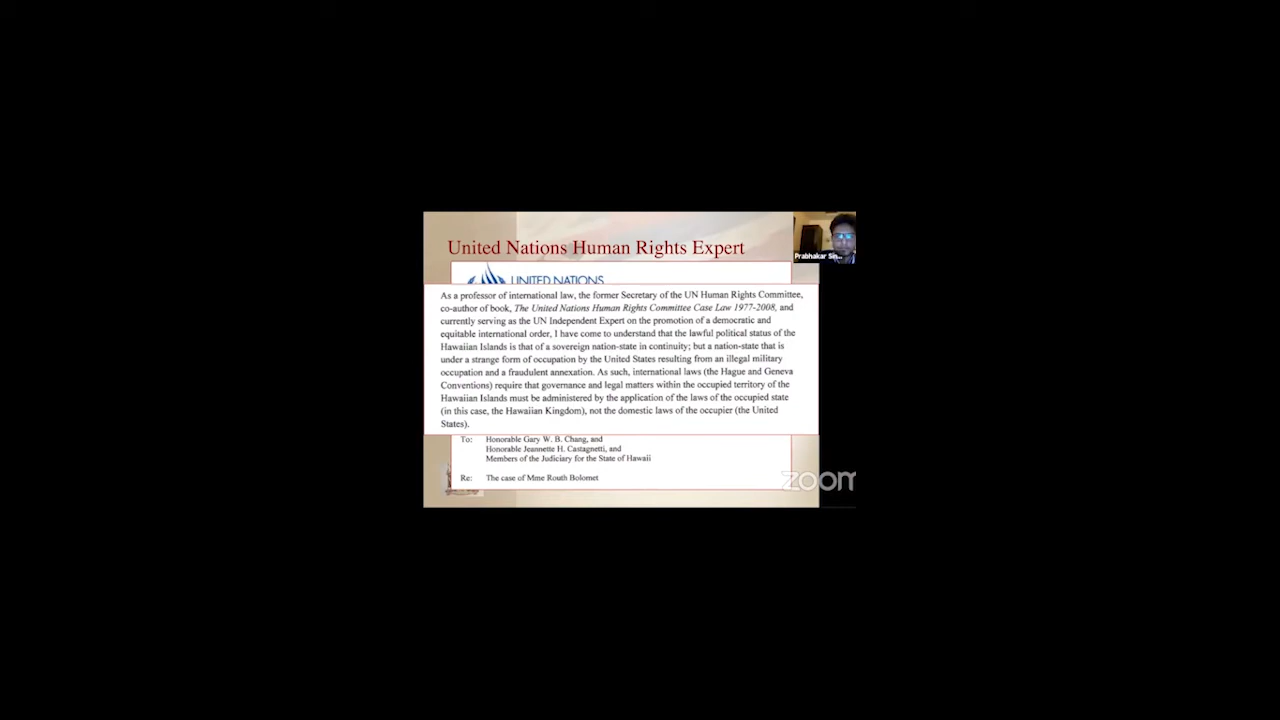 United Nations Human Rights Expert
Prabhakar Sin...
UNITED NATIONS
As a professor of international law, the former Secretary of the UN Human Rights Committee,
co-author of book, The United Nations Human Rights Committee Case Law 1977-2008, and
currently serving as the UN Independent Expert on the promotion of a democratic and
equitable international order, I have come to understand that the lawful political status of the
Hawaiian Islands is that of a sovereign nation-state in continuity; but a nation-state that is
under a strange form of occupation by the United States resulting from an illegal military
occupation and a fraudulent annexation. As such, international laws (the Hague and Geneva
Conventions) require that governance and legal matters within the occupied territory of the
Hawaiian Islands must be administered by the application of the laws of the occupied state
(in this case, the Hawaiian Kingdom), not the domestic laws of the occupier (the United
States).
To: Honorable Gary W. B. Chang, and
Honorable Jeannette H. Castagnetti, and
Members of the Judiciary for the State of Hawaii
Re: The case of Mme Routh Bolomet
zoom